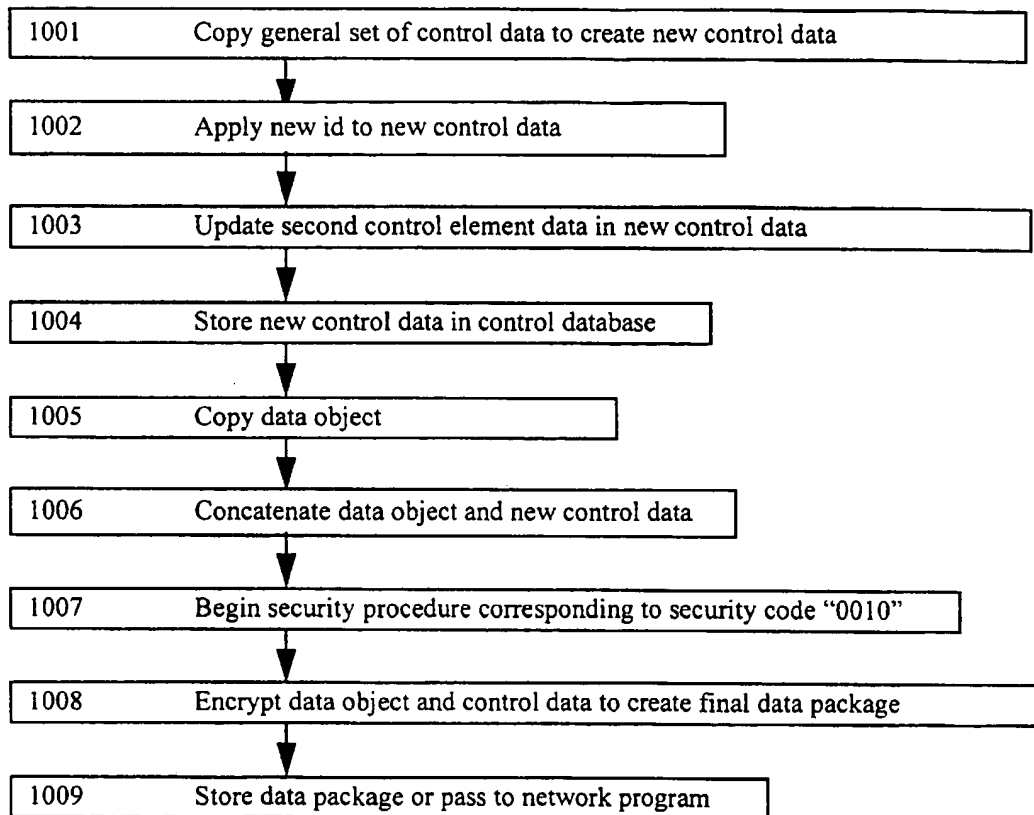 1001 Copy general set of control data to create new control data
1002 Apply new id to new control data
1003 Update second control element data in new control data
1004 Store new control data in control database
1005 Copy data object
1006 Concatenate data object and new control data
1007 Begin security procedure corresponding to security code “0010”
1008 Encrypt data object and control data to create final data package
1009 Store data package or pass to network program